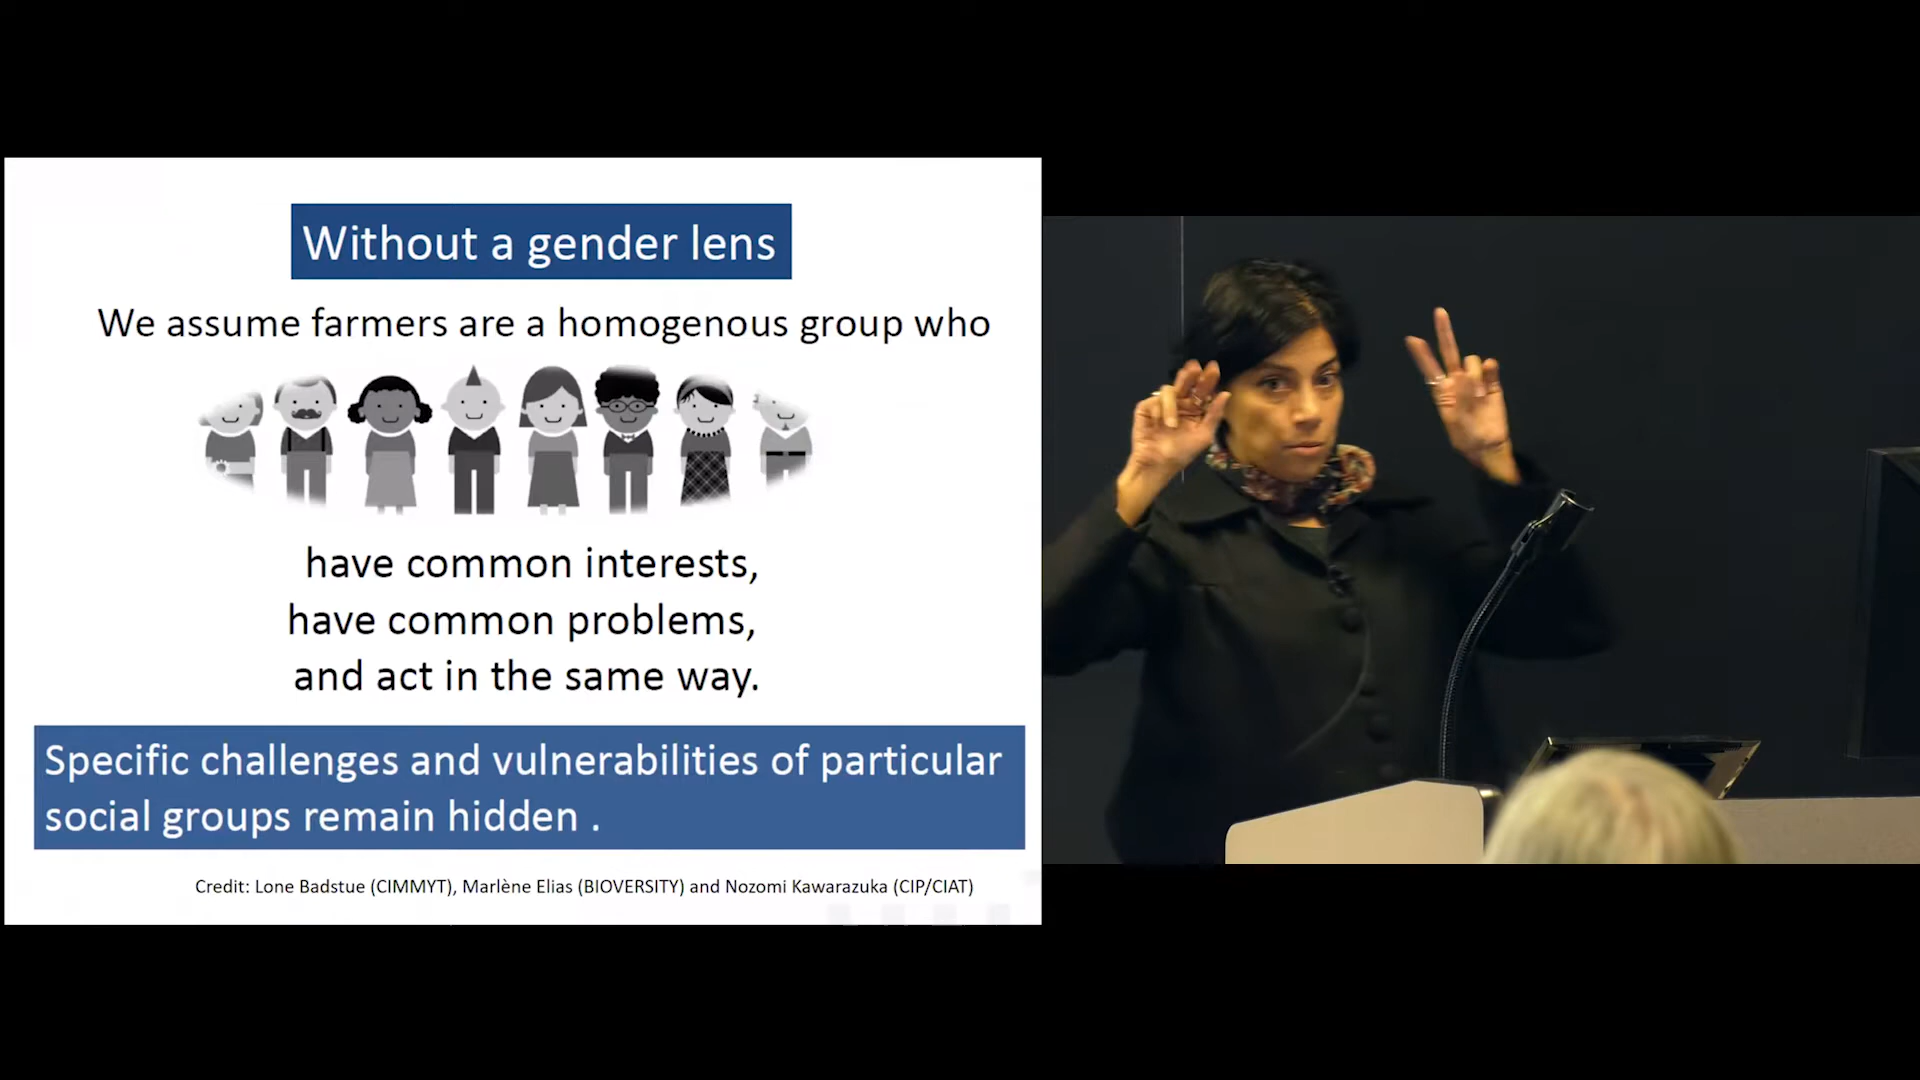 Without a gender lens
We assume farmers are a homogenous group who
have common interests,
have common problems,
and act in the same way.
Specific challenges and vulnerabilities of particular
social groups remain hidden .
Credit: Lone Badstue (CIMMYT), Marlène Elias (BIOVERSITY) and Nozomi Kawarazuka (CIP/CIAT)